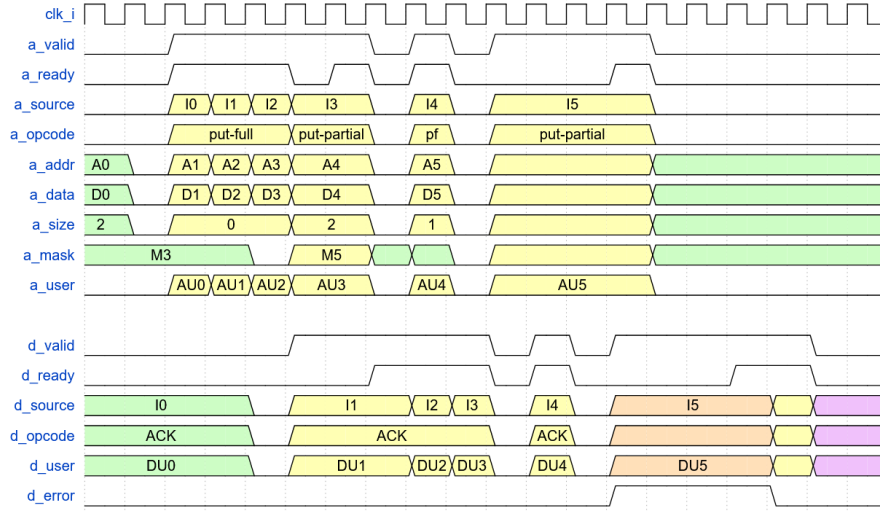 clk_i
a_valid
a_ready
a_source I0 I1 I2 I3 I4 I5
a_opcode put-full put-partial pf put-partial
a_addr A0 A1 A2 A3 A4 A5
a_data D0 D1 D2 D3 D4 D5
a_size 2 0 2 1
a_mask M3 M5
a_user AU0 AU1 AU2 AU3 AU4 AU5
d_valid
d_ready
d_source I0 I1 I2 I3 I4 I5
d_opcode ACK ACK ACK
d_user DU0 DU1 DU2 DU3 DU4 DU5
d_error